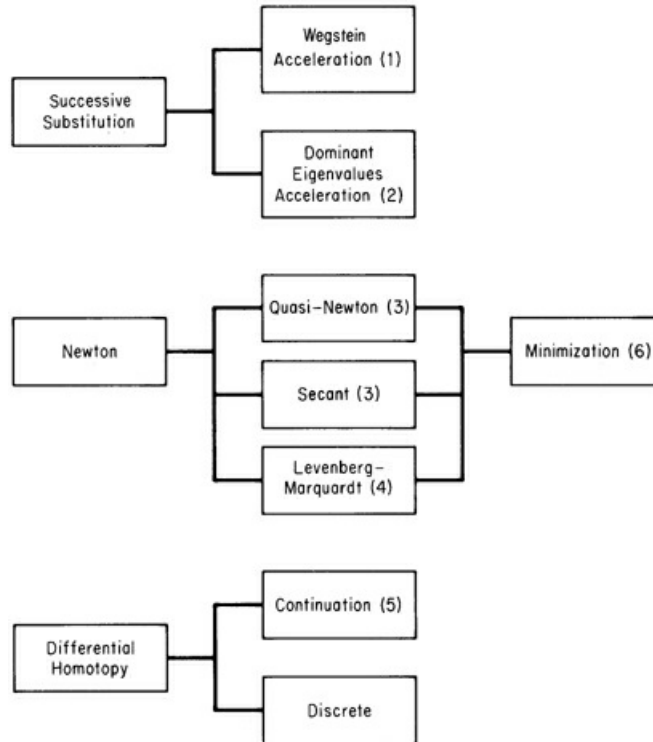 Wegstein
Acceleration (1)
Successive
Substitution
Dominant
Eigenvalues
Acceleration (2)
Quasi-Newton (3)
Newton
Minimization (6)
Secant (3)
Levenberg-
Marquardt (4)
Continuation (5)
Differential
Homotopy
Discrete